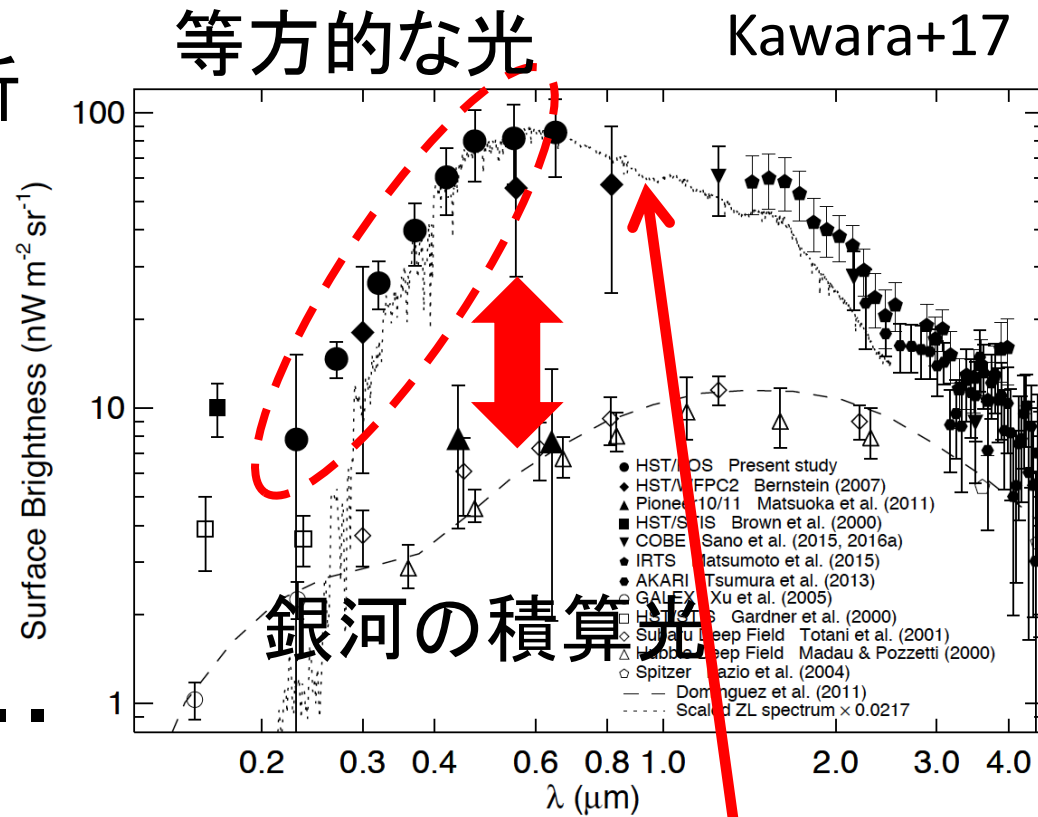 等方的な光
Kawara+17
100
10
1
Surface Brightness (nW m-2 sr-1)
HST/FOS Present study
HST/WFPC2 Bernstein (2007)
Pioneer10/11 Matsuoka et al. (2011)
HST/STIS Brown et al. (2000)
COBE Sano et al. (2015, 2016a)
IRTS Matsumoto et al. (2015)
AKARI Tsumura et al. (2013)
GALEX Xu et al. (2005)
HST/STIS Gardner et al. (2000)
Subaru Deep Field Totani et al. (2001)
Hubble Deep Field Madau & Pozzetti (2000)
Spitzer Fazio et al. (2004)
Dominguez et al. (2011)
Scaled ZL spectrum × 0.0217
銀河の積算光
0.2 0.3 0.4 0.6 0.8 1.0 2.0 3.0 4.0
λ (μm)